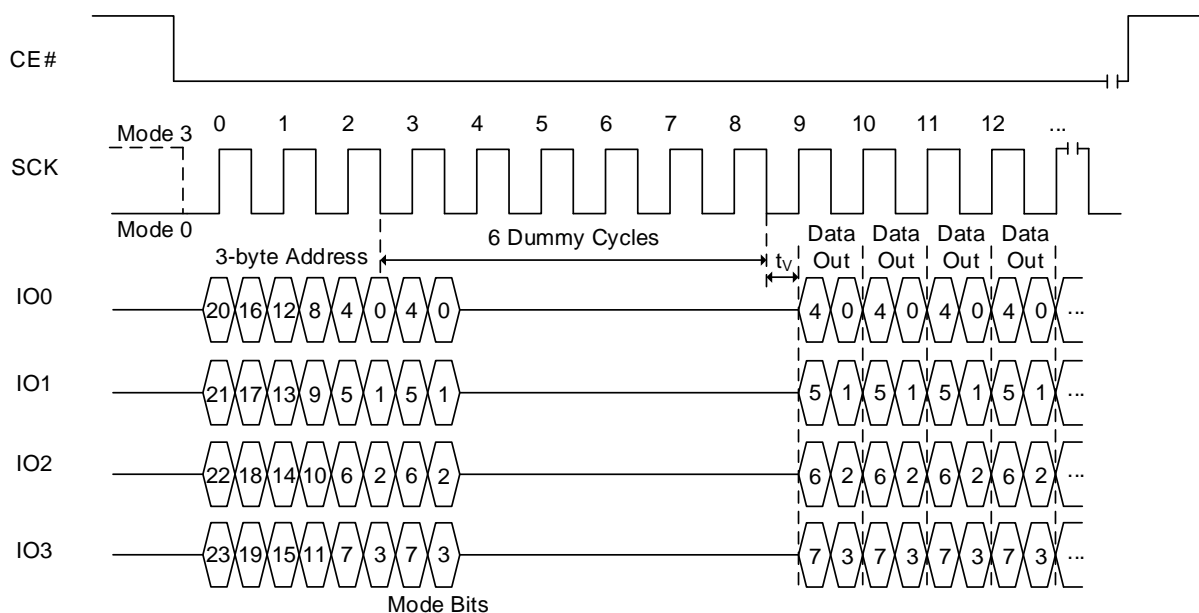 CE#
0 1 2 3 4 5 6 7 8 9 10 11 12 ...
Mode 3
SCK
Mode 0
6 Dummy Cycles
Data Data Data Data
3-byte Address
tV
Out Out Out Out
IO0 20 16 12 8 4 0 4 0 4 0 4 0 4 0 4 0 ...
IO1 21 17 13 9 5 1 5 1 5 1 5 1 5 1 5 1 ...
IO2 22 18 14 10 6 2 6 2 6 2 6 2 6 2 6 2 ...
IO3 23 19 15 11 7 3 7 3 7 3 7 3 7 3 7 3 ...
Mode Bits